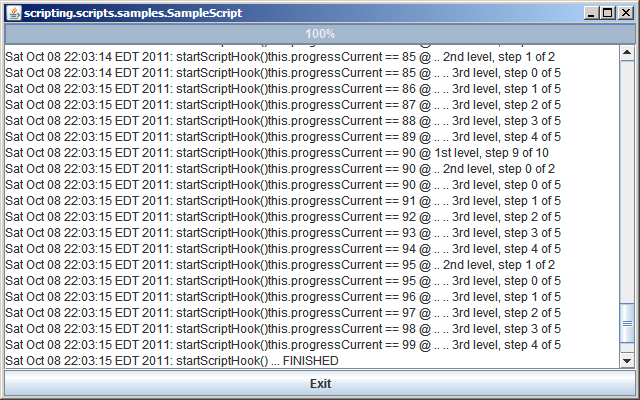 scripting.scripts.samples.SampleScript
100%
Sat Oct 08 22:03:14 EDT 2011: startScriptHook()this.progressCurrent == 85 @ .. 2nd level, step 1 of 2
Sat Oct 08 22:03:14 EDT 2011: startScriptHook()this.progressCurrent == 85 @ .. .. 3rd level, step 0 of 5
Sat Oct 08 22:03:15 EDT 2011: startScriptHook()this.progressCurrent == 86 @ .. .. 3rd level, step 1 of 5
Sat Oct 08 22:03:15 EDT 2011: startScriptHook()this.progressCurrent == 87 @ .. .. 3rd level, step 2 of 5
Sat Oct 08 22:03:15 EDT 2011: startScriptHook()this.progressCurrent == 88 @ .. .. 3rd level, step 3 of 5
Sat Oct 08 22:03:15 EDT 2011: startScriptHook()this.progressCurrent == 89 @ .. .. 3rd level, step 4 of 5
Sat Oct 08 22:03:15 EDT 2011: startScriptHook()this.progressCurrent == 90 @ 1st level, step 9 of 10
Sat Oct 08 22:03:15 EDT 2011: startScriptHook()this.progressCurrent == 90 @ .. 2nd level, step 0 of 2
Sat Oct 08 22:03:15 EDT 2011: startScriptHook()this.progressCurrent == 90 @ .. .. 3rd level, step 0 of 5
Sat Oct 08 22:03:15 EDT 2011: startScriptHook()this.progressCurrent == 91 @ .. .. 3rd level, step 1 of 5
Sat Oct 08 22:03:15 EDT 2011: startScriptHook()this.progressCurrent == 92 @ .. .. 3rd level, step 2 of 5
Sat Oct 08 22:03:15 EDT 2011: startScriptHook()this.progressCurrent == 93 @ .. .. 3rd level, step 3 of 5
Sat Oct 08 22:03:15 EDT 2011: startScriptHook()this.progressCurrent == 94 @ .. .. 3rd level, step 4 of 5
Sat Oct 08 22:03:15 EDT 2011: startScriptHook()this.progressCurrent == 95 @ .. 2nd level, step 1 of 2
Sat Oct 08 22:03:15 EDT 2011: startScriptHook()this.progressCurrent == 95 @ .. .. 3rd level, step 0 of 5
Sat Oct 08 22:03:15 EDT 2011: startScriptHook()this.progressCurrent == 96 @ .. .. 3rd level, step 1 of 5
Sat Oct 08 22:03:15 EDT 2011: startScriptHook()this.progressCurrent == 97 @ .. .. 3rd level, step 2 of 5
Sat Oct 08 22:03:15 EDT 2011: startScriptHook()this.progressCurrent == 98 @ .. .. 3rd level, step 3 of 5
Sat Oct 08 22:03:15 EDT 2011: startScriptHook()this.progressCurrent == 99 @ .. .. 3rd level, step 4 of 5
Sat Oct 08 22:03:15 EDT 2011: startScriptHook() ... FINISHED
Exit